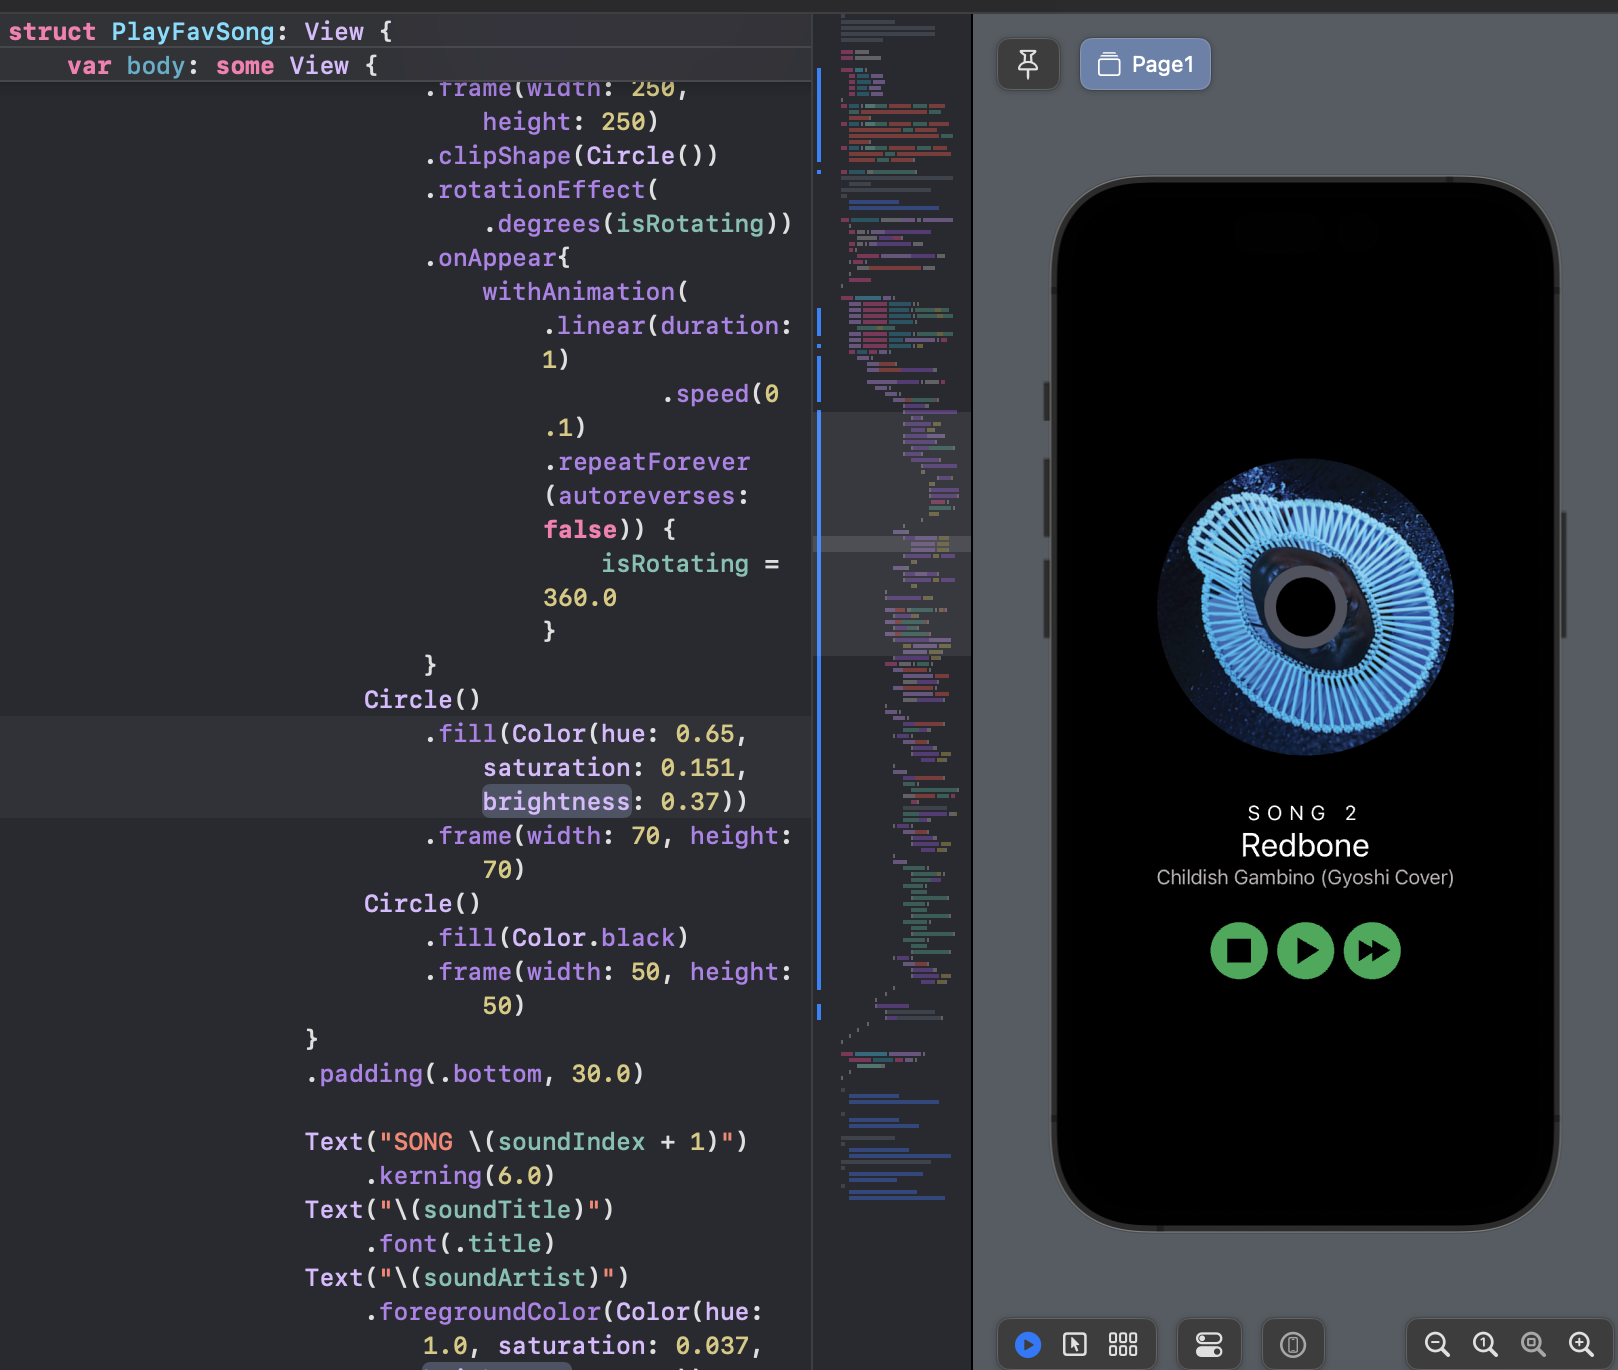 struct PlayFavSong: View {
var body: some View {
.frame(width: 250,
height: 250)
.clipShape(Circle())
.rotationEffect(
.degrees(isRotating))
.onAppear{
withAnimation(
.linear(duration:
1)
.speed(0
.1)
.repeatForever
(autoreverses:
false)) {
isRotating =
360.0
}
}
Circle()
.fill(Color(hue: 0.65,
saturation: 0.151,
brightness: 0.37))
.frame(width: 70, height:
70)
Circle()
.fill(Color.black)
.frame(width: 50, height:
50)
}
.padding(.bottom, 30.0)
Text("SONG \(soundIndex + 1)")
.kerning(6.0)
Text("\(soundTitle)")
.font(.title)
Text("\(soundArtist)")
.foregroundColor(Color(hue:
1.0, saturation: 0.037,
Page1
SONG 2
Redbone
Childish Gambino (Gyoshi Cover)